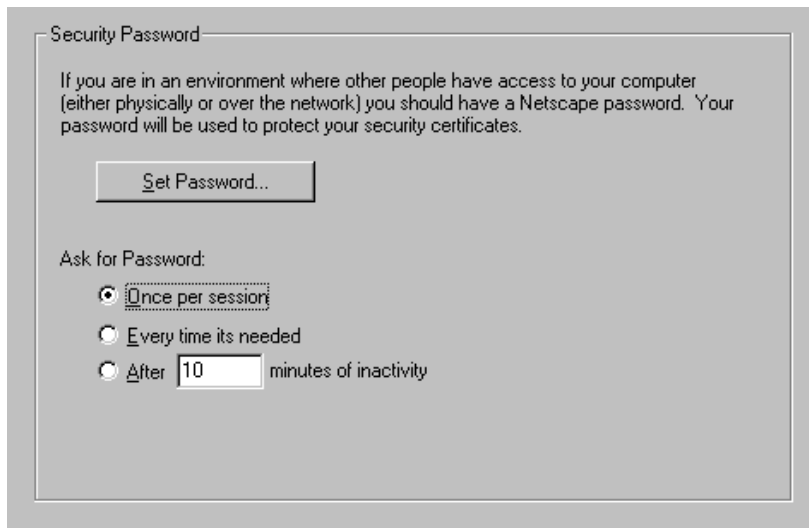 Security Password
If you are in an environment where other people have access to your computer
(either physically or over the network) you should have a Netscape password.  Your
password will be used to protect your security certificates.
Set Password...
Ask for Password:
Once per session
Every time its needed
After 10 minutes of inactivity